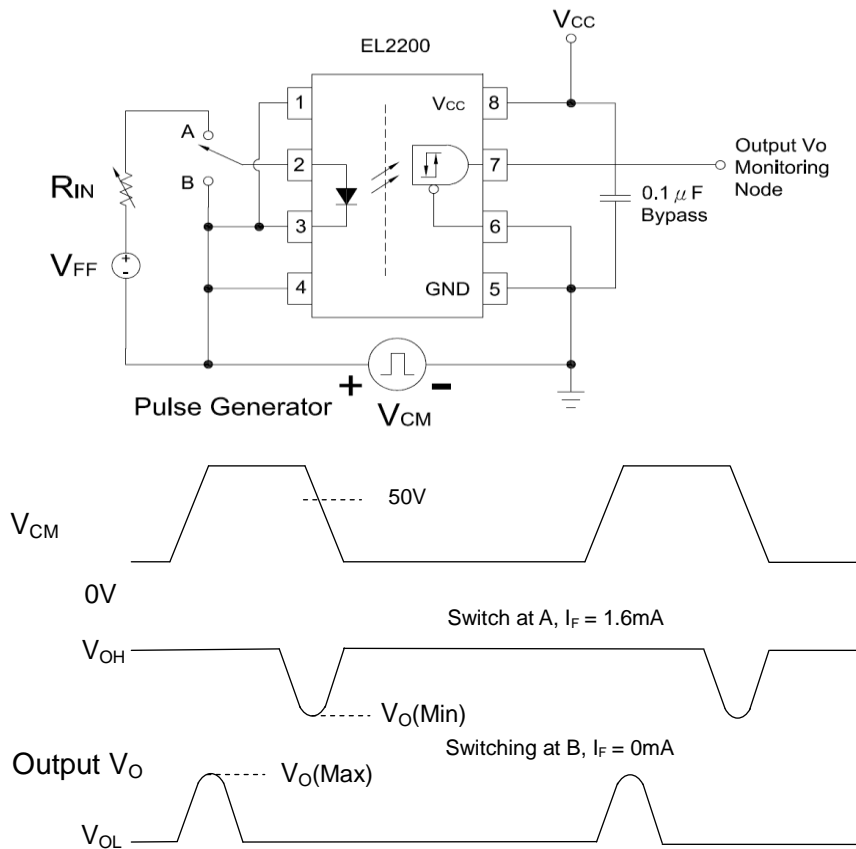 VCC
EL2200
1
VCC
8
A
2
7
Output Vo
Monitoring
Node
RIN
B
0.1 μF
Bypass
3
6
VFF
+
-
4
GND
5
+
-
Pulse Generator
VCM
50V
VCM
0V
Switch at A, IF = 1.6mA
VOH
VO(Min)
Switching at B, IF = 0mA
Output VO
VO(Max)
VOL